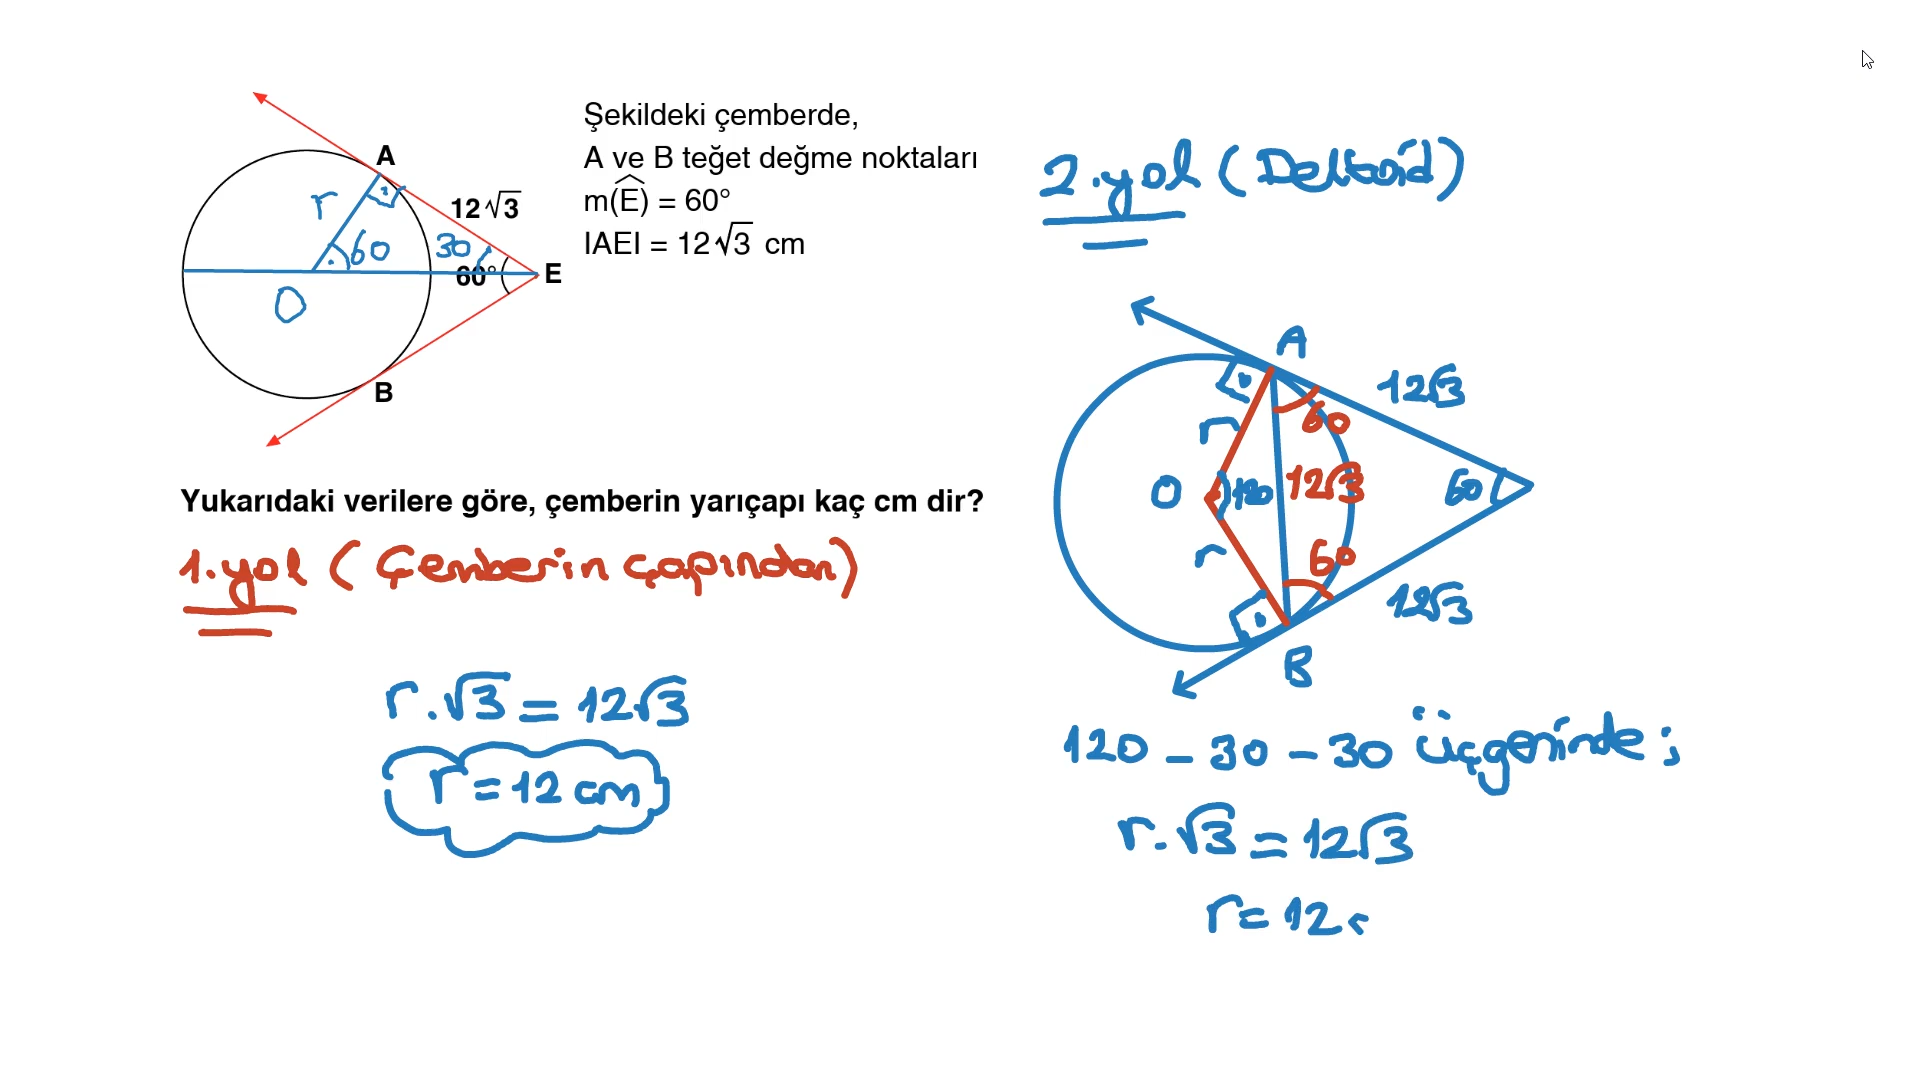 A
r
12√3
60
30
60°
E
O
B
Şekildeki çemberde,
A ve B teğet değme noktaları
m(Ê) = 60°
IAEI = 12√3 cm
Yukarıdaki verilere göre, çemberin yarıçapı kaç cm dir?
1.yol (Çemberin çapından)
r.√3 = 12√3
r = 12 cm
2.yol (Deltoid)
A
12√3
60
r
O
120
12√3
60
r
60
12√3
B
120 - 30 - 30 üçgeninde;
r.√3 = 12√3
r = 12